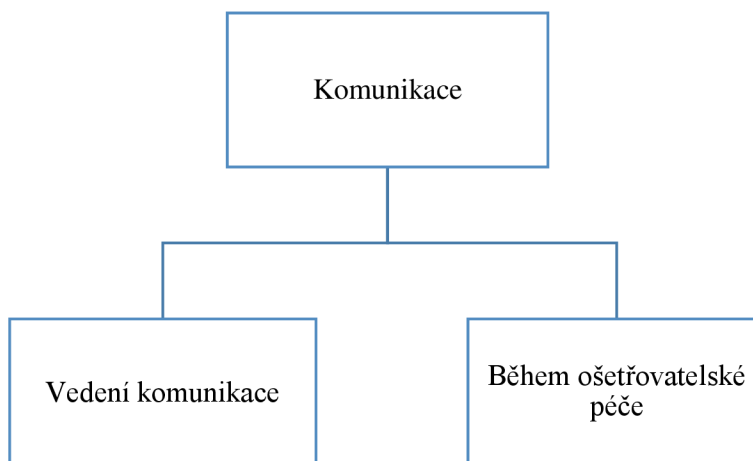 Komunikace
Vedení komunikace
Během ošetřovatelské
péče